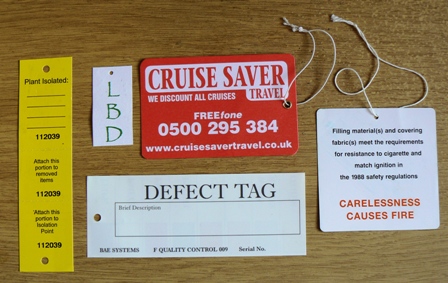 Plant Isolated:
112039
Attach this
portion to
removed
items
112039
Attach this
portion to
Isolation
Point
112039
L
B
D
CRUISE SAVER
TRAVEL
WE DISCOUNT ALL CRUISES
FREEfone
0500 295 384
www.cruisesavertravel.co.uk
DEFECT TAG
Brief Description
BAE SYSTEMS F QUALITY CONTROL 009 Serial No.
Filling material(s) and covering
fabric(s) meet the requirements
for resistance to cigarette and
match ignition in
the 1988 safety regulations
CARELESSNESS
CAUSES FIRE